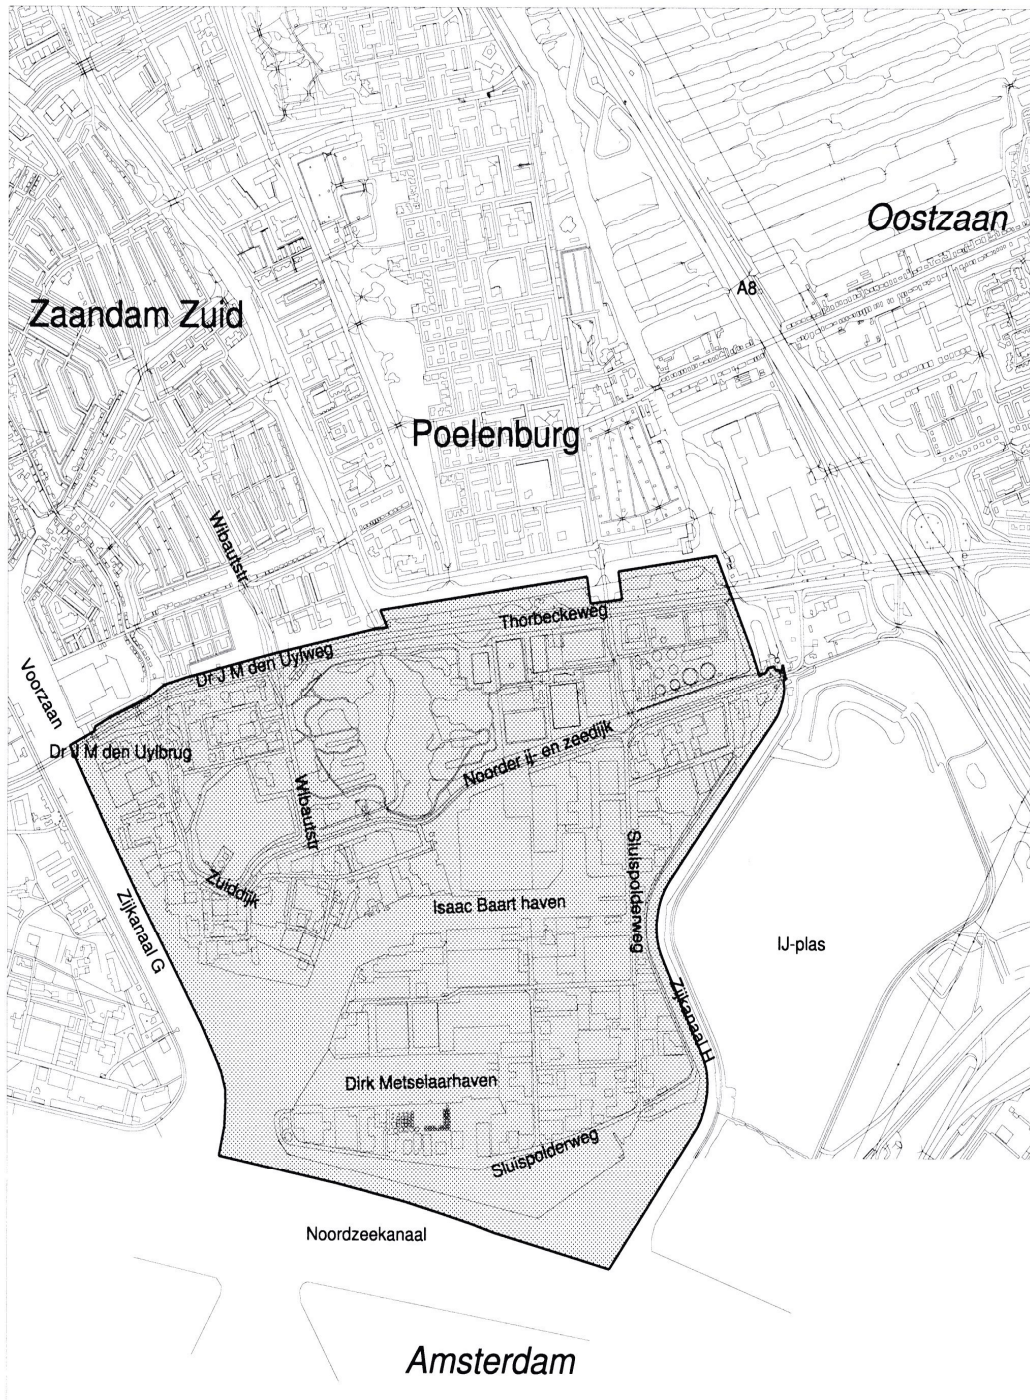 Oostzaan
A8
Zaandam Zuid
Poelenburg
Wibautstr
Thorbeckeweg
Dr J M den Uylweg
Voorzaan
Dr J M den Uylbrug
Noorder ij- en zeedijk
Wibautstr
Sluispolderweg
Zuiddijk
Isaac Baart haven
Zijkanaal G
IJ-plas
Zijkanaal H
Dirk Metselaarhaven
Sluispolderweg
Noordzeekanaal
Amsterdam